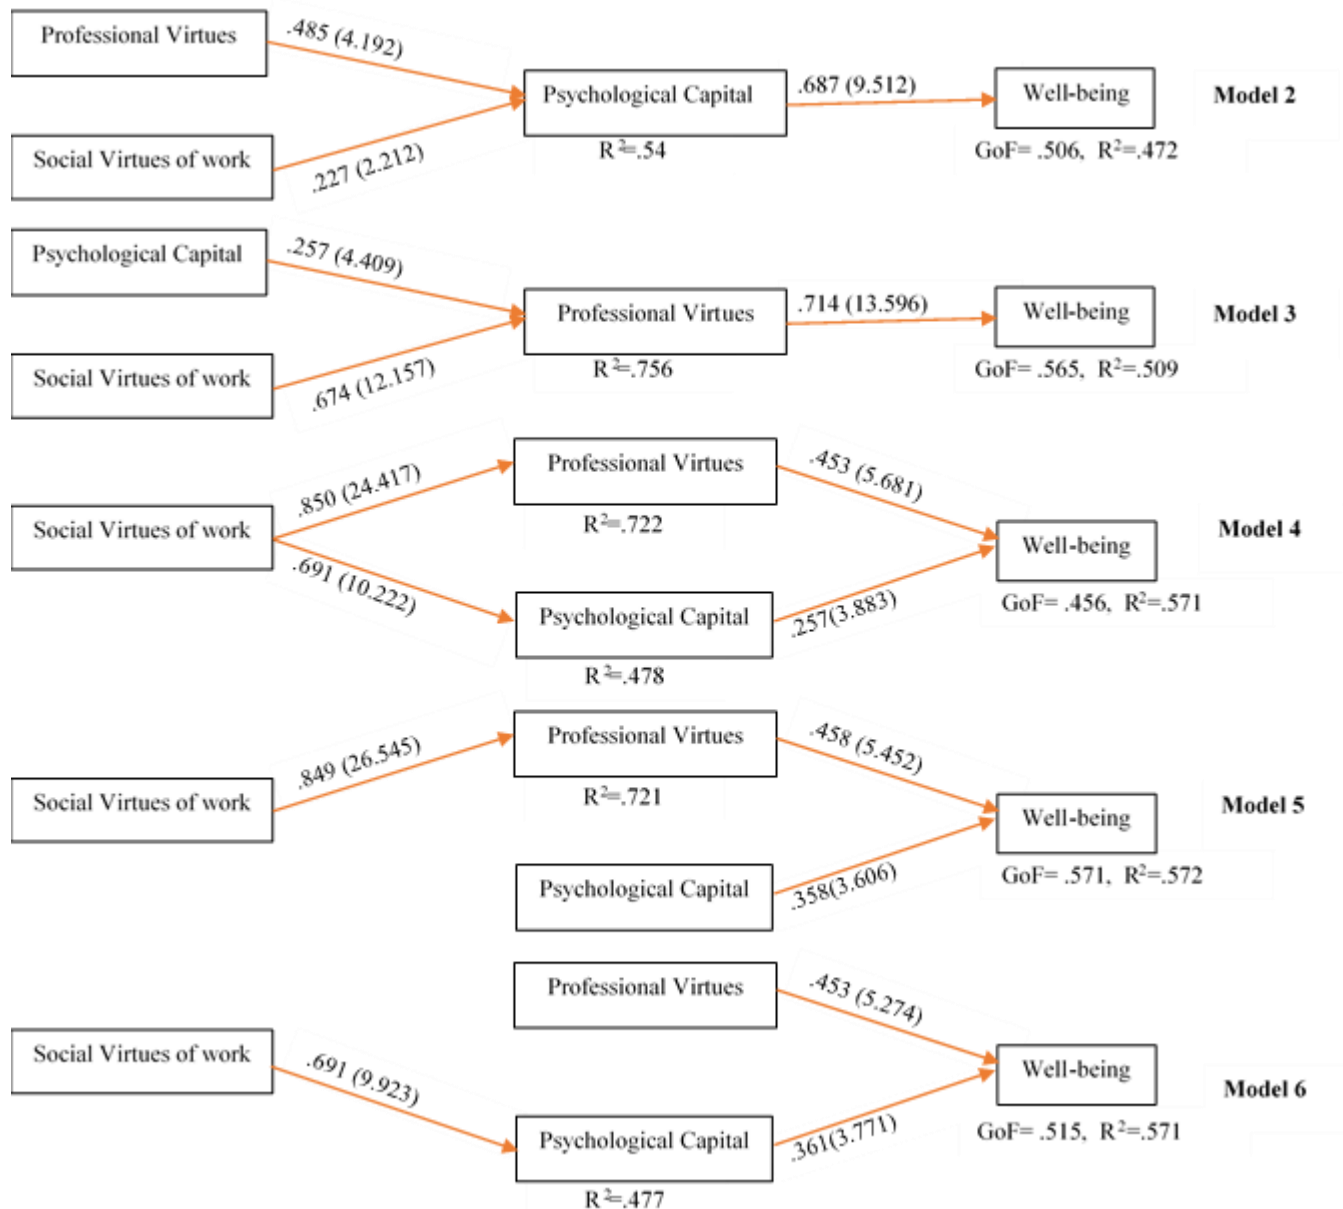 Professional Virtues
.485 (4.192)
Psychological Capital
.687 (9.512)
Well-being
Model 2
Social Virtues of work
.227 (2.212)
R²=.54
GoF= .506, R²=.472
Psychological Capital
.257 (4.409)
Professional Virtues
.714 (13.596)
Well-being
Model 3
Social Virtues of work
.674 (12.157)
R²=.756
GoF= .565, R²=.509
Professional Virtues
.453 (5.681)
.850 (24.417)
R²=.722
Social Virtues of work
Well-being
Model 4
.691 (10.222)
Psychological Capital
.257(3.883)
GoF= .456, R²=.571
R²=.478
Professional Virtues
.458 (5.452)
.849 (26.545)
R²=.721
Social Virtues of work
Well-being
Model 5
Psychological Capital
.358(3.606)
GoF= .571, R²=.572
Professional Virtues
.453 (5.274)
Social Virtues of work
.691 (9.923)
Well-being
Model 6
Psychological Capital
.361(3.771)
GoF= .515, R²=.571
R²=.477